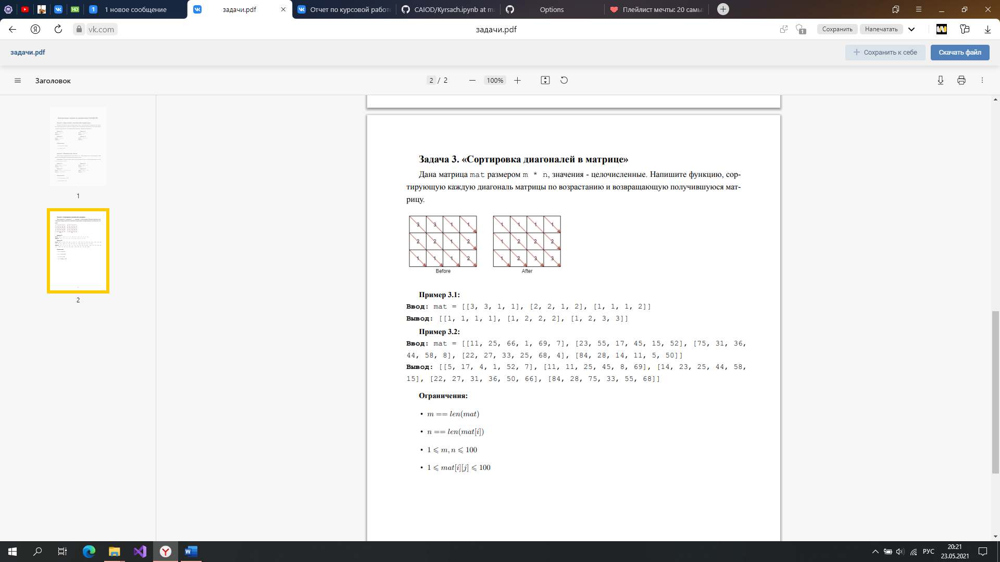 1 новое сообщение
задачи.pdf
Отчет по курсовой работе
CAIOD/Kyrsach.ipynb at ma
Options
Плейлист мечты: 20 самы
vk.com
задачи.pdf
1
Сохранить
Напечатать
задачи.pdf
Сохранить к себе
Скачать файл
Заголовок
2 / 2
100%
1
2
Задача 3. «Сортировка диагоналей в матрице»
Дана матрица mat размером m * n, значения - целочисленные. Напишите функцию, сор-
тирующую каждую диагональ матрицы по возрастанию и возвращающую получившуюся мат-
рицу.
3 3 1 1
2 2 1 2
1 1 1 2
Before
1 1 1 1
1 2 2 2
1 2 3 3
After
Пример 3.1:
Ввод: mat = [[3, 3, 1, 1], [2, 2, 1, 2], [1, 1, 1, 2]]
Вывод: [[1, 1, 1, 1], [1, 2, 2, 2], [1, 2, 3, 3]]
Пример 3.2:
Ввод: mat = [[11, 25, 66, 1, 69, 7], [23, 55, 17, 45, 15, 52], [75, 31, 36,
44, 58, 8], [22, 27, 33, 25, 68, 4], [84, 28, 14, 11, 5, 50]]
Вывод: [[5, 17, 4, 1, 52, 7], [11, 11, 25, 45, 8, 69], [14, 23, 25, 44, 58,
15], [22, 27, 31, 36, 50, 66], [84, 28, 75, 33, 55, 68]]
Ограничения:
• m == len(mat)
• n == len(mat[i])
• 1 ⩽ m, n ⩽ 100
• 1 ⩽ mat[i][j] ⩽ 100
РУС
20:21
23.05.2021